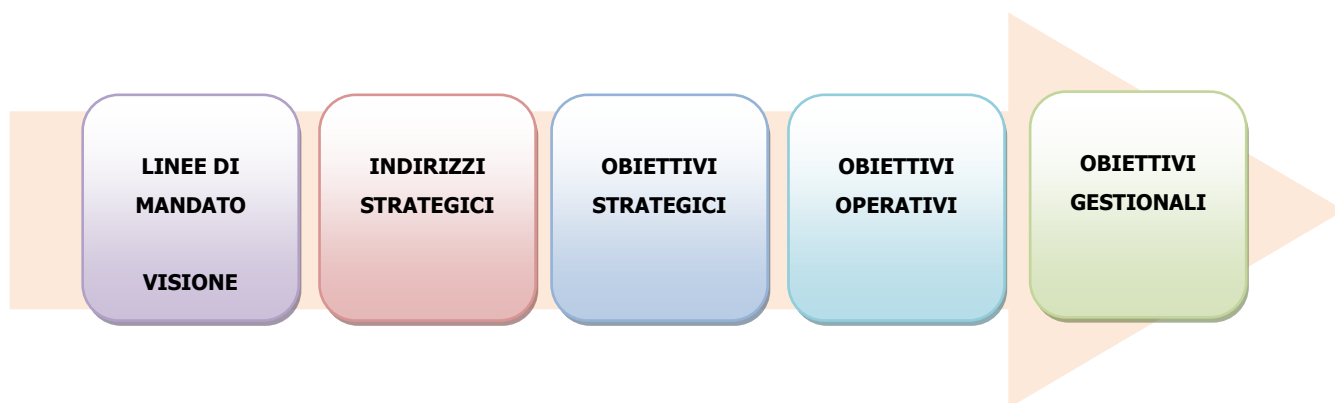 LINEE DI
MANDATO
VISIONE
INDIRIZZI
STRATEGICI
OBIETTIVI
STRATEGICI
OBIETTIVI
OPERATIVI
OBIETTIVI
GESTIONALI